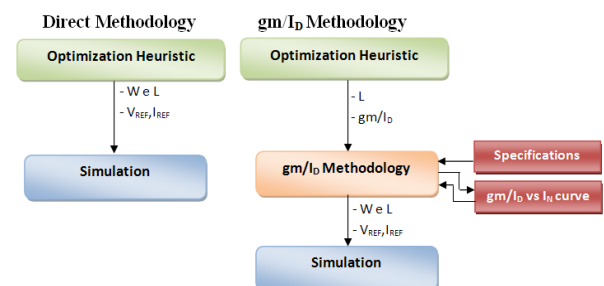 Direct Methodology
Optimization Heuristic
- W e L
- VREF,IREF
Simulation
gm/ID Methodology
Optimization Heuristic
- L
- gm/ID
gm/ID Methodology
Specifications
gm/ID vs IN curve
- W e L
- VREF,IREF
Simulation